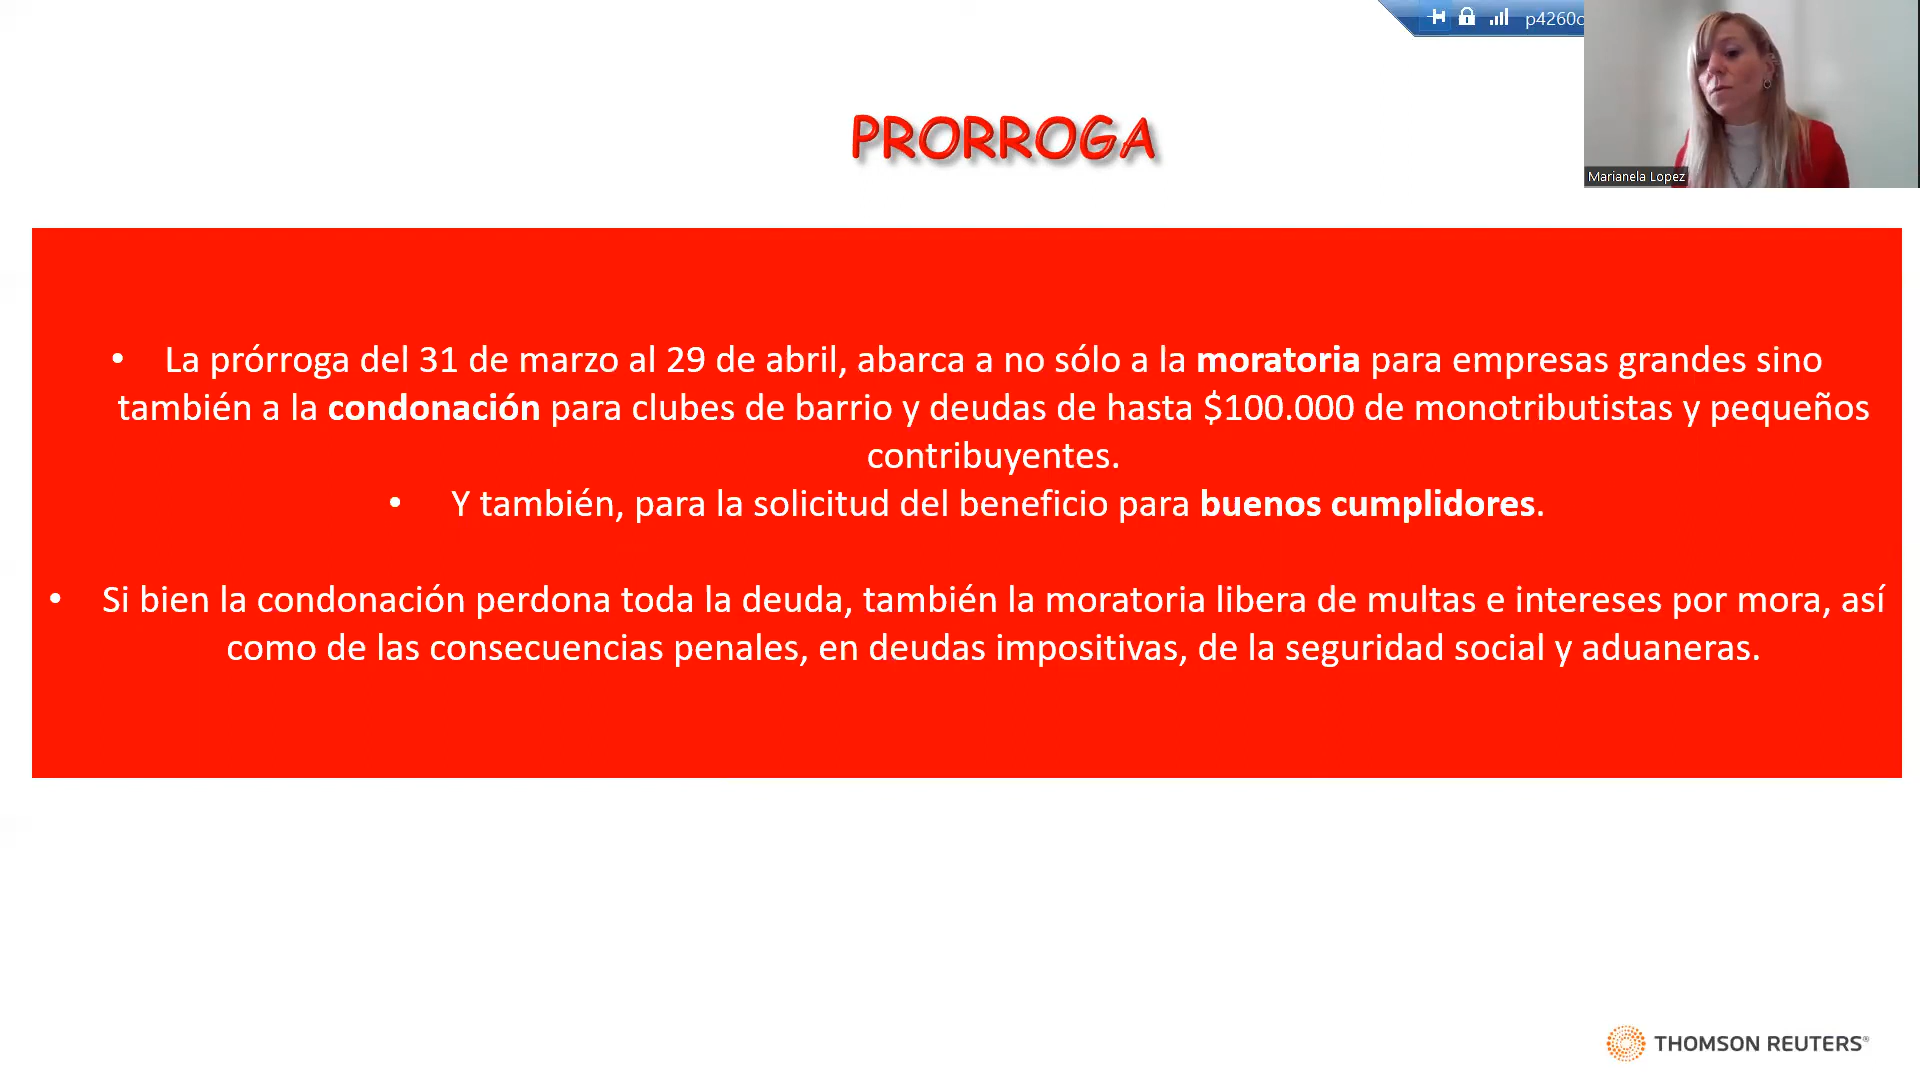 p4260c
Marianela Lopez
PRORROGA
• La prórroga del 31 de marzo al 29 de abril, abarca a no sólo a la moratoria para empresas grandes sino
también a la condonación para clubes de barrio y deudas de hasta $100.000 de monotributistas y pequeños
contribuyentes.
• Y también, para la solicitud del beneficio para buenos cumplidores.
• Si bien la condonación perdona toda la deuda, también la moratoria libera de multas e intereses por mora, así
como de las consecuencias penales, en deudas impositivas, de la seguridad social y aduaneras.
THOMSON REUTERS®